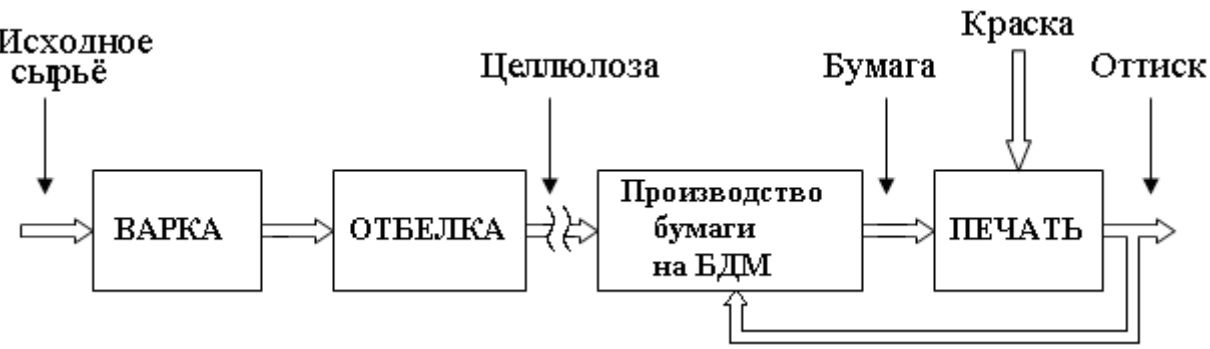 Исходное
сырьё
Целлюлоза
Бумага
Краска
Оттиск
ВАРКА
ОТБЕЛКА
Производство
бумаги
на БДМ
ПЕЧАТЬ